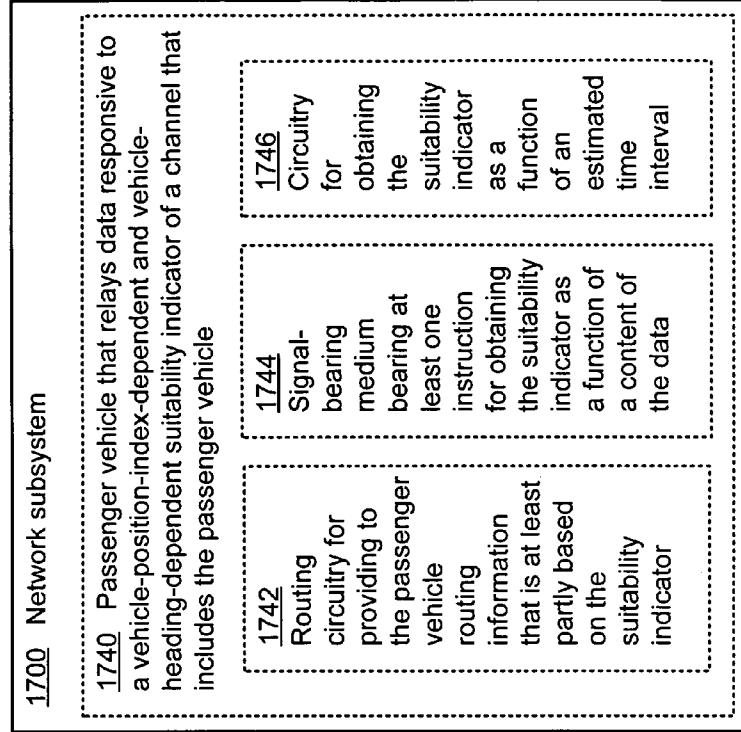 1700 Network subsystem
1740 Passenger vehicle that relays data responsive to
a vehicle-position-index-dependent and vehicle-
heading-dependent suitability indicator of a channel that
includes the passenger vehicle
1742
Routing
circuitry for
providing to
the passenger
vehicle
routing
information
that is at least
partly based
on the
suitability
indicator
1744
Signal-
bearing
medium
bearing at
least one
instruction
for obtaining
the suitability
indicator as
a function of
a content of
the data
1746
Circuitry
for
obtaining
the
suitability
indicator
as a
function
of an
estimated
time
interval